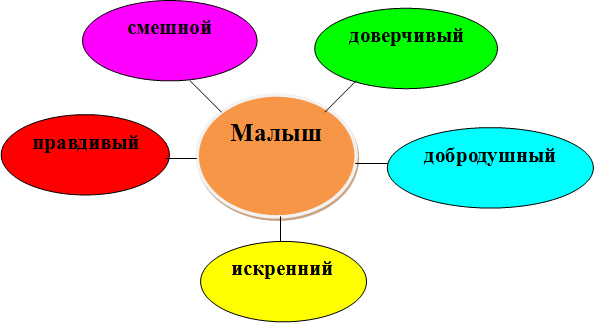 смешной
доверчивый
Малыш
правдивый
добродушный
искренний